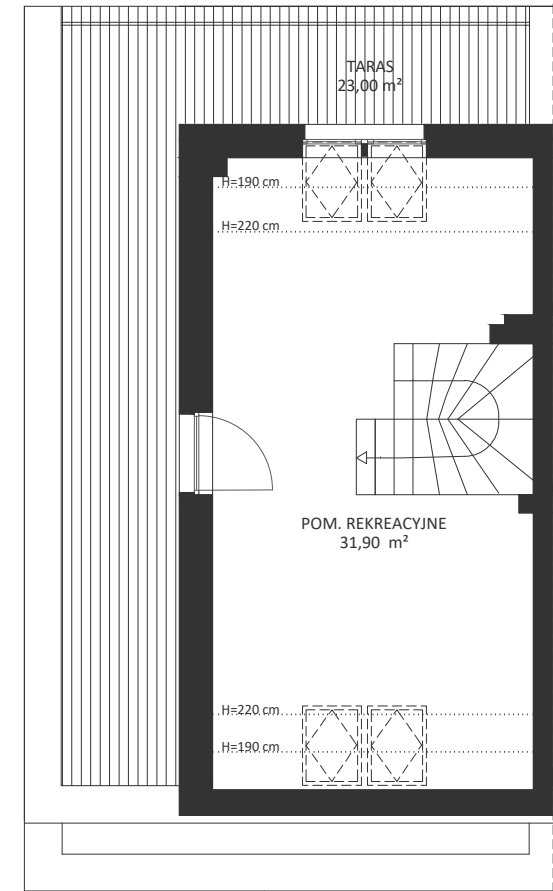 TARAS
23,00 m²
H=190 cm
H=220 cm
POM. REKREACYJNE
31,90 m²
H=220 cm
H=190 cm